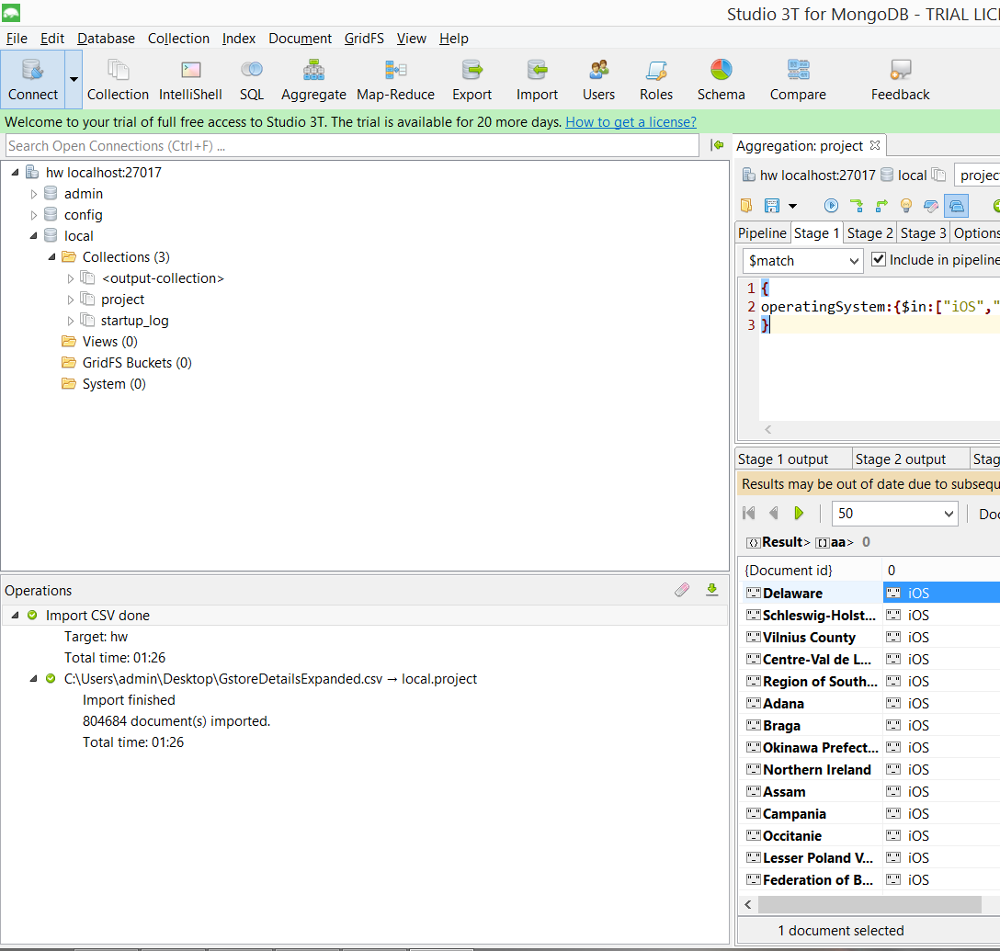 Studio 3T for MongoDB - TRIAL LICE
File Edit Database Collection Index Document GridFS View Help
Connect Collection IntelliShell SQL Aggregate Map-Reduce Export Import Users Roles Schema Compare Feedback
Welcome to your trial of full free access to Studio 3T. The trial is available for 20 more days. How to get a license?
Search Open Connections (Ctrl+F) ...
hw localhost:27017
admin
config
local
Collections (3)
<output-collection>
project
startup_log
Views (0)
GridFS Buckets (0)
System (0)
Operations
Import CSV done
Target: hw
Total time: 01:26
C:\Users\admin\Desktop\GstoreDetailsExpanded.csv → local.project
Import finished
804684 document(s) imported.
Total time: 01:26
Aggregation: project
hw localhost:27017 local projec
Pipeline Stage 1 Stage 2 Stage 3 Options
$match Include in pipeline
1 {
2 operatingSystem:{$in:["iOS","
3 }
Stage 1 output Stage 2 output Stag
Results may be out of date due to subsequ
50 Doc
Result> aa> 0
{Document id} 0
Delaware iOS
Schleswig-Holst... iOS
Vilnius County iOS
Centre-Val de L... iOS
Region of South... iOS
Adana iOS
Braga iOS
Okinawa Prefect... iOS
Northern Ireland iOS
Assam iOS
Campania iOS
Occitanie iOS
Lesser Poland V... iOS
Federation of B... iOS
1 document selected